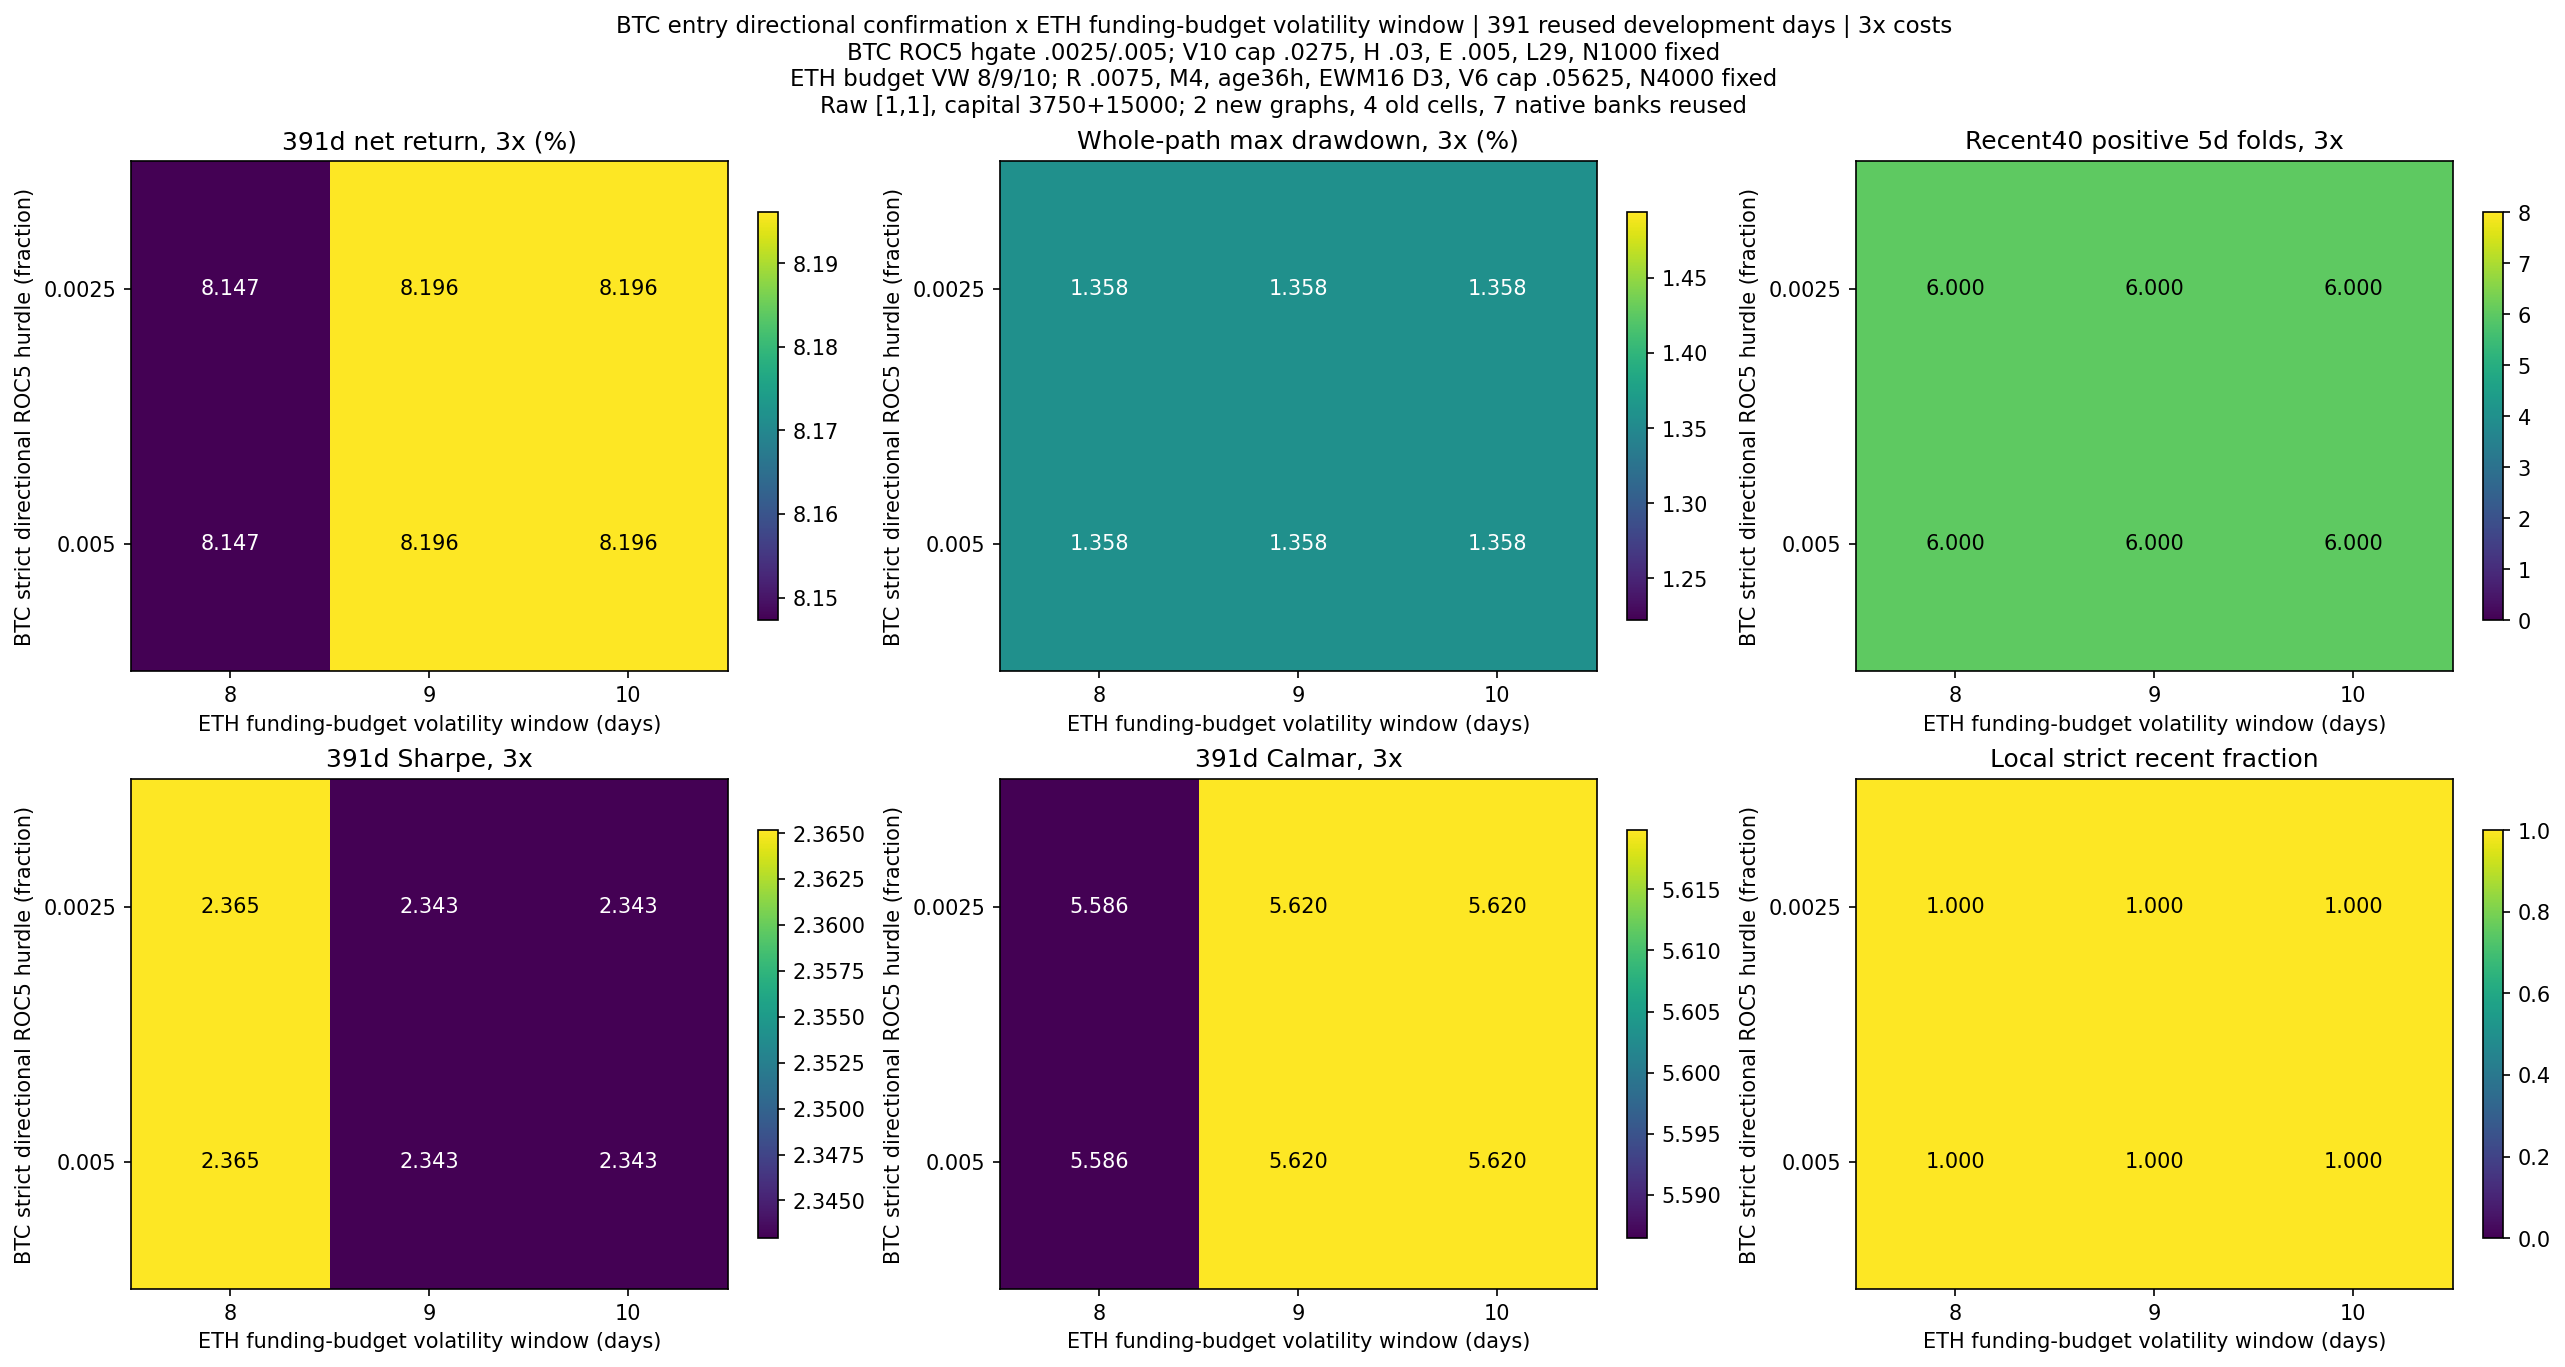 BTC entry directional confirmation x ETH funding-budget volatility window | 391 reused development days | 3x costs
BTC ROC5 hgate .0025/.005; V10 cap .0275, H .03, E .005, L29, N1000 fixed
ETH budget VW 8/9/10; R .0075, M4, age36h, EWM16 D3, V6 cap .05625, N4000 fixed
Raw [1,1], capital 3750+15000; 2 new graphs, 4 old cells, 7 native banks reused
391d net return, 3x (%)
BTC strict directional ROC5 hurdle (fraction)
0.0025
0.005
8.147 8.196 8.196
8.147 8.196 8.196
8 9 10
ETH funding-budget volatility window (days)
8.19
8.18
8.17
8.16
8.15
Whole-path max drawdown, 3x (%)
BTC strict directional ROC5 hurdle (fraction)
0.0025
0.005
1.358 1.358 1.358
1.358 1.358 1.358
8 9 10
ETH funding-budget volatility window (days)
1.45
1.40
1.35
1.30
1.25
Recent40 positive 5d folds, 3x
BTC strict directional ROC5 hurdle (fraction)
0.0025
0.005
6.000 6.000 6.000
6.000 6.000 6.000
8 9 10
ETH funding-budget volatility window (days)
8
7
6
5
4
3
2
1
0
391d Sharpe, 3x
BTC strict directional ROC5 hurdle (fraction)
0.0025
0.005
2.365 2.343 2.343
2.365 2.343 2.343
8 9 10
ETH funding-budget volatility window (days)
2.3650
2.3625
2.3600
2.3575
2.3550
2.3525
2.3500
2.3475
2.3450
391d Calmar, 3x
BTC strict directional ROC5 hurdle (fraction)
0.0025
0.005
5.586 5.620 5.620
5.586 5.620 5.620
8 9 10
ETH funding-budget volatility window (days)
5.615
5.610
5.605
5.600
5.595
5.590
Local strict recent fraction
BTC strict directional ROC5 hurdle (fraction)
0.0025
0.005
1.000 1.000 1.000
1.000 1.000 1.000
8 9 10
ETH funding-budget volatility window (days)
1.0
0.8
0.6
0.4
0.2
0.0